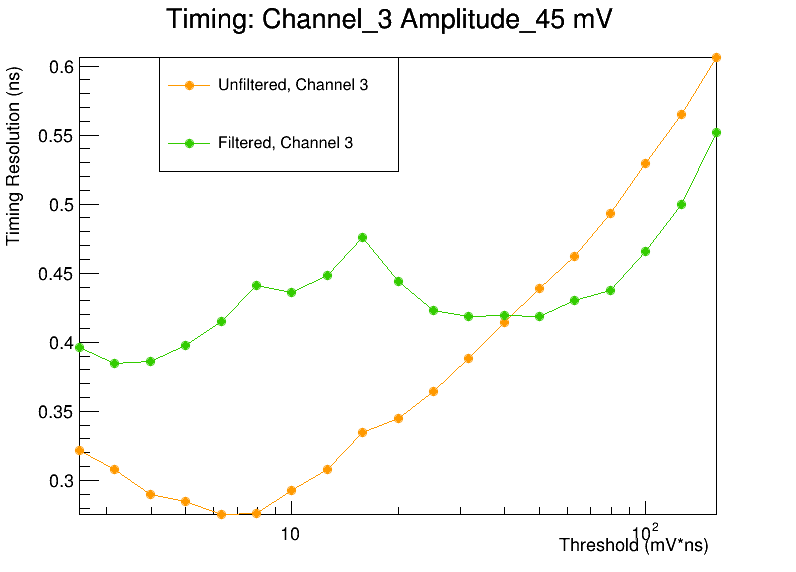 Timing: Channel_3 Amplitude_45 mV
Timing Resolution (ns)
Unfiltered, Channel 3
Filtered, Channel 3
0.6
0.55
0.5
0.45
0.4
0.35
0.3
10
10²
Threshold (mV*ns)